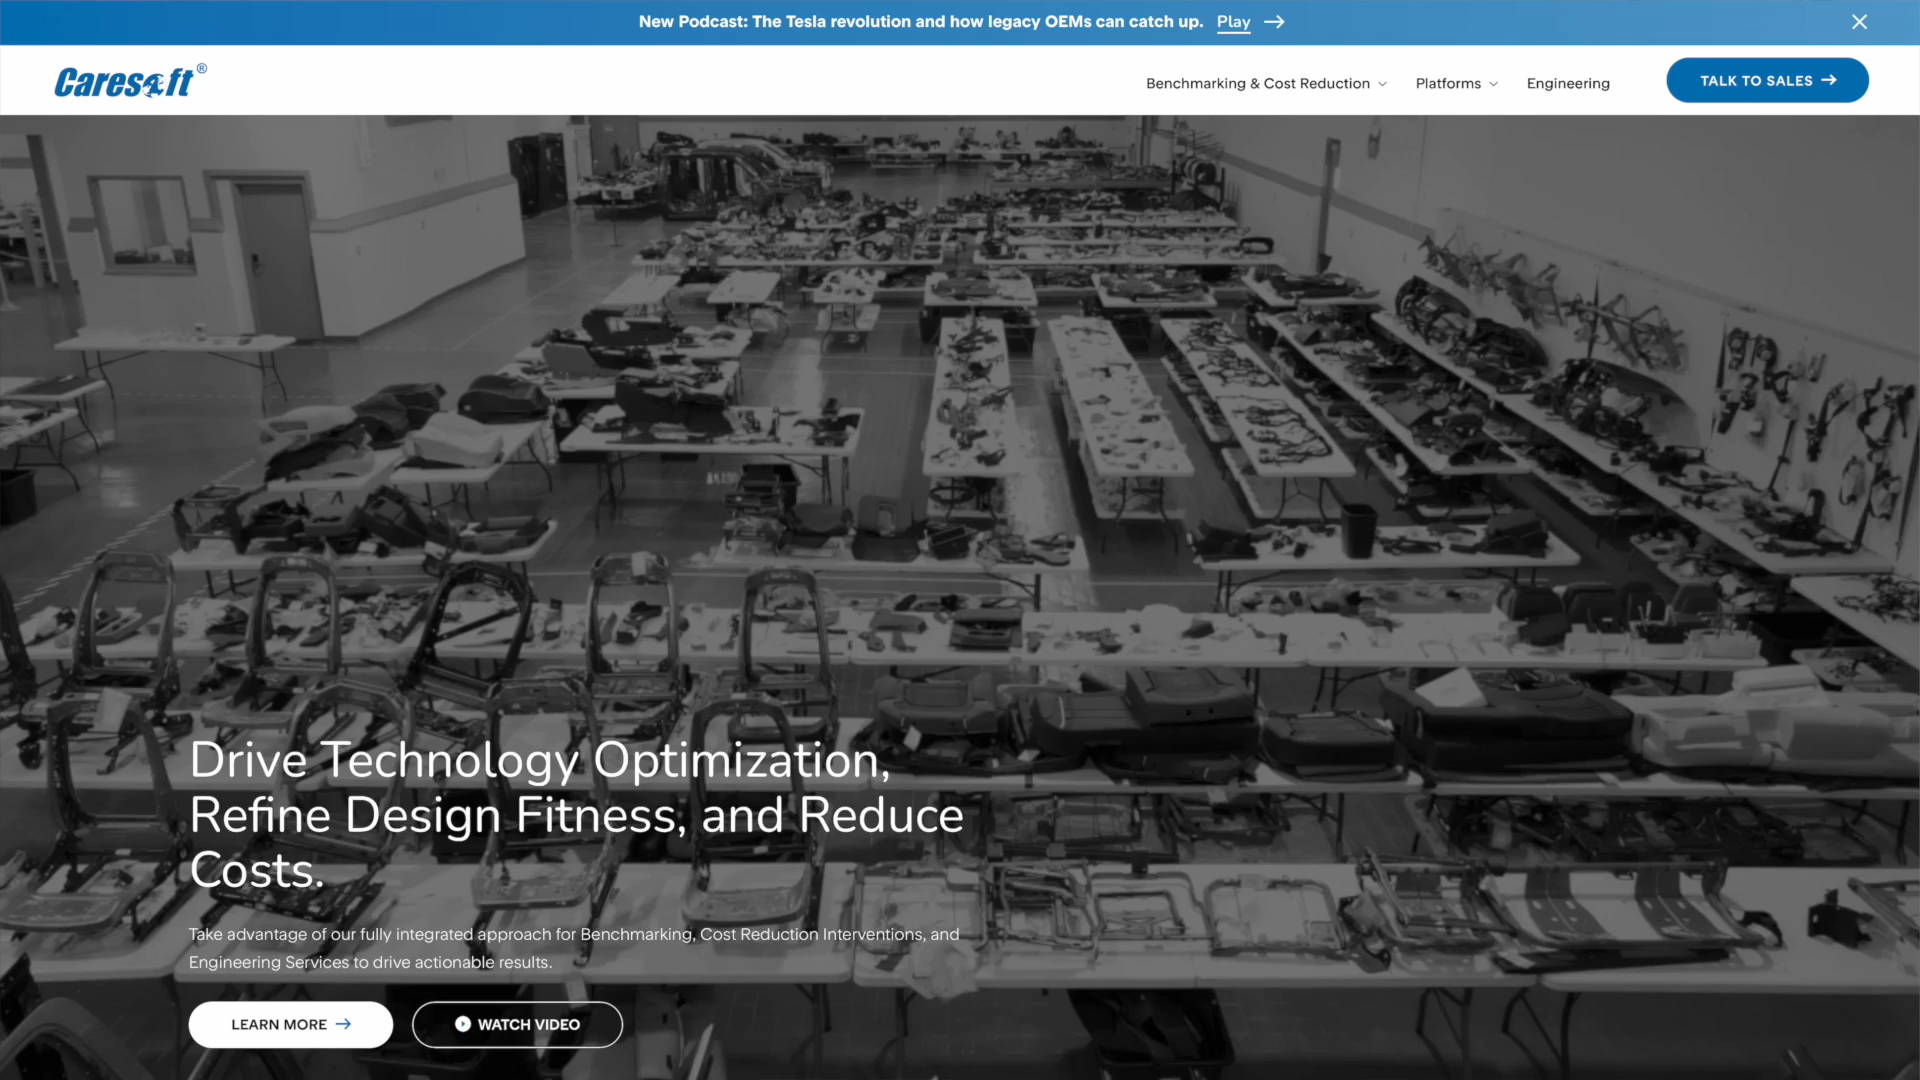 New Podcast: The Tesla revolution and how legacy OEMs can catch up. Play
Caresoft®
Benchmarking & Cost Reduction
Platforms
Engineering
TALK TO SALES
Drive Technology Optimization,
Refine Design Fitness, and Reduce
Costs.
Take advantage of our fully integrated approach for Benchmarking, Cost Reduction Interventions, and
Engineering Services to drive actionable results.
LEARN MORE
WATCH VIDEO